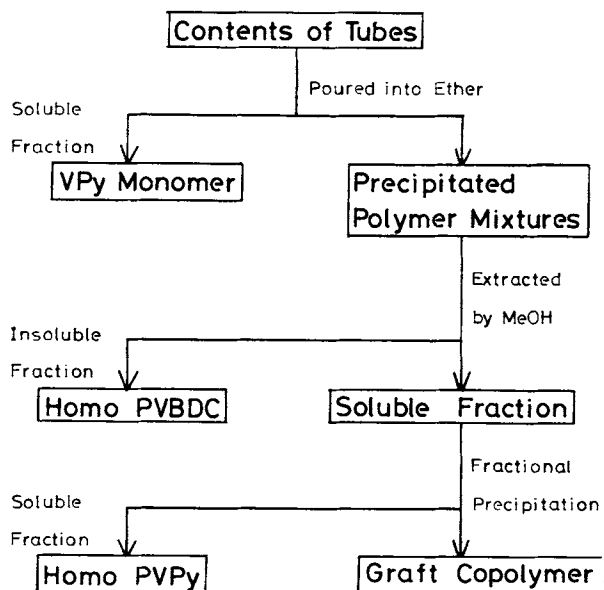 Contents of Tubes
Poured into Ether
Soluble
Fraction
VPy Monomer
Precipitated
Polymer Mixtures
Extracted
by MeOH
Insoluble
Fraction
Homo PVBDC
Soluble Fraction
Fractional
Precipitation
Soluble
Fraction
Homo PVPy
Graft Copolymer